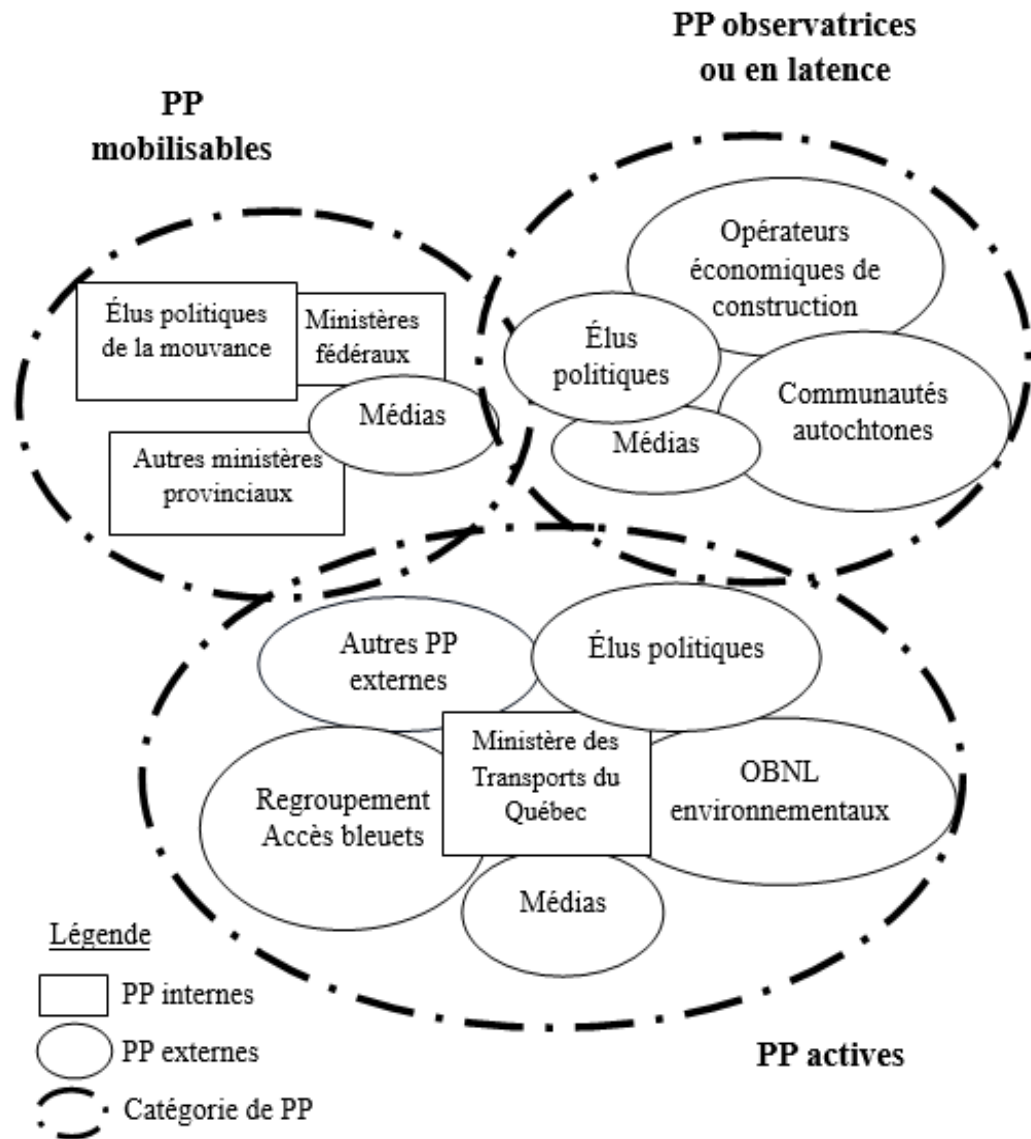 PP observatrices
ou en latence
PP
mobilisables
Élus politiques
de la mouvance
Ministères
fédéraux
Médias
Autres ministères
provinciaux
Opérateurs
économiques de
construction
Élus
politiques
Communautés
autochtones
Médias
Autres PP
externes
Élus politiques
Ministère des
Transports du
Québec
OBNL
environnementaux
Regroupement
Accès bleuets
Médias
Légende
PP internes
PP externes
Catégorie de PP
PP actives